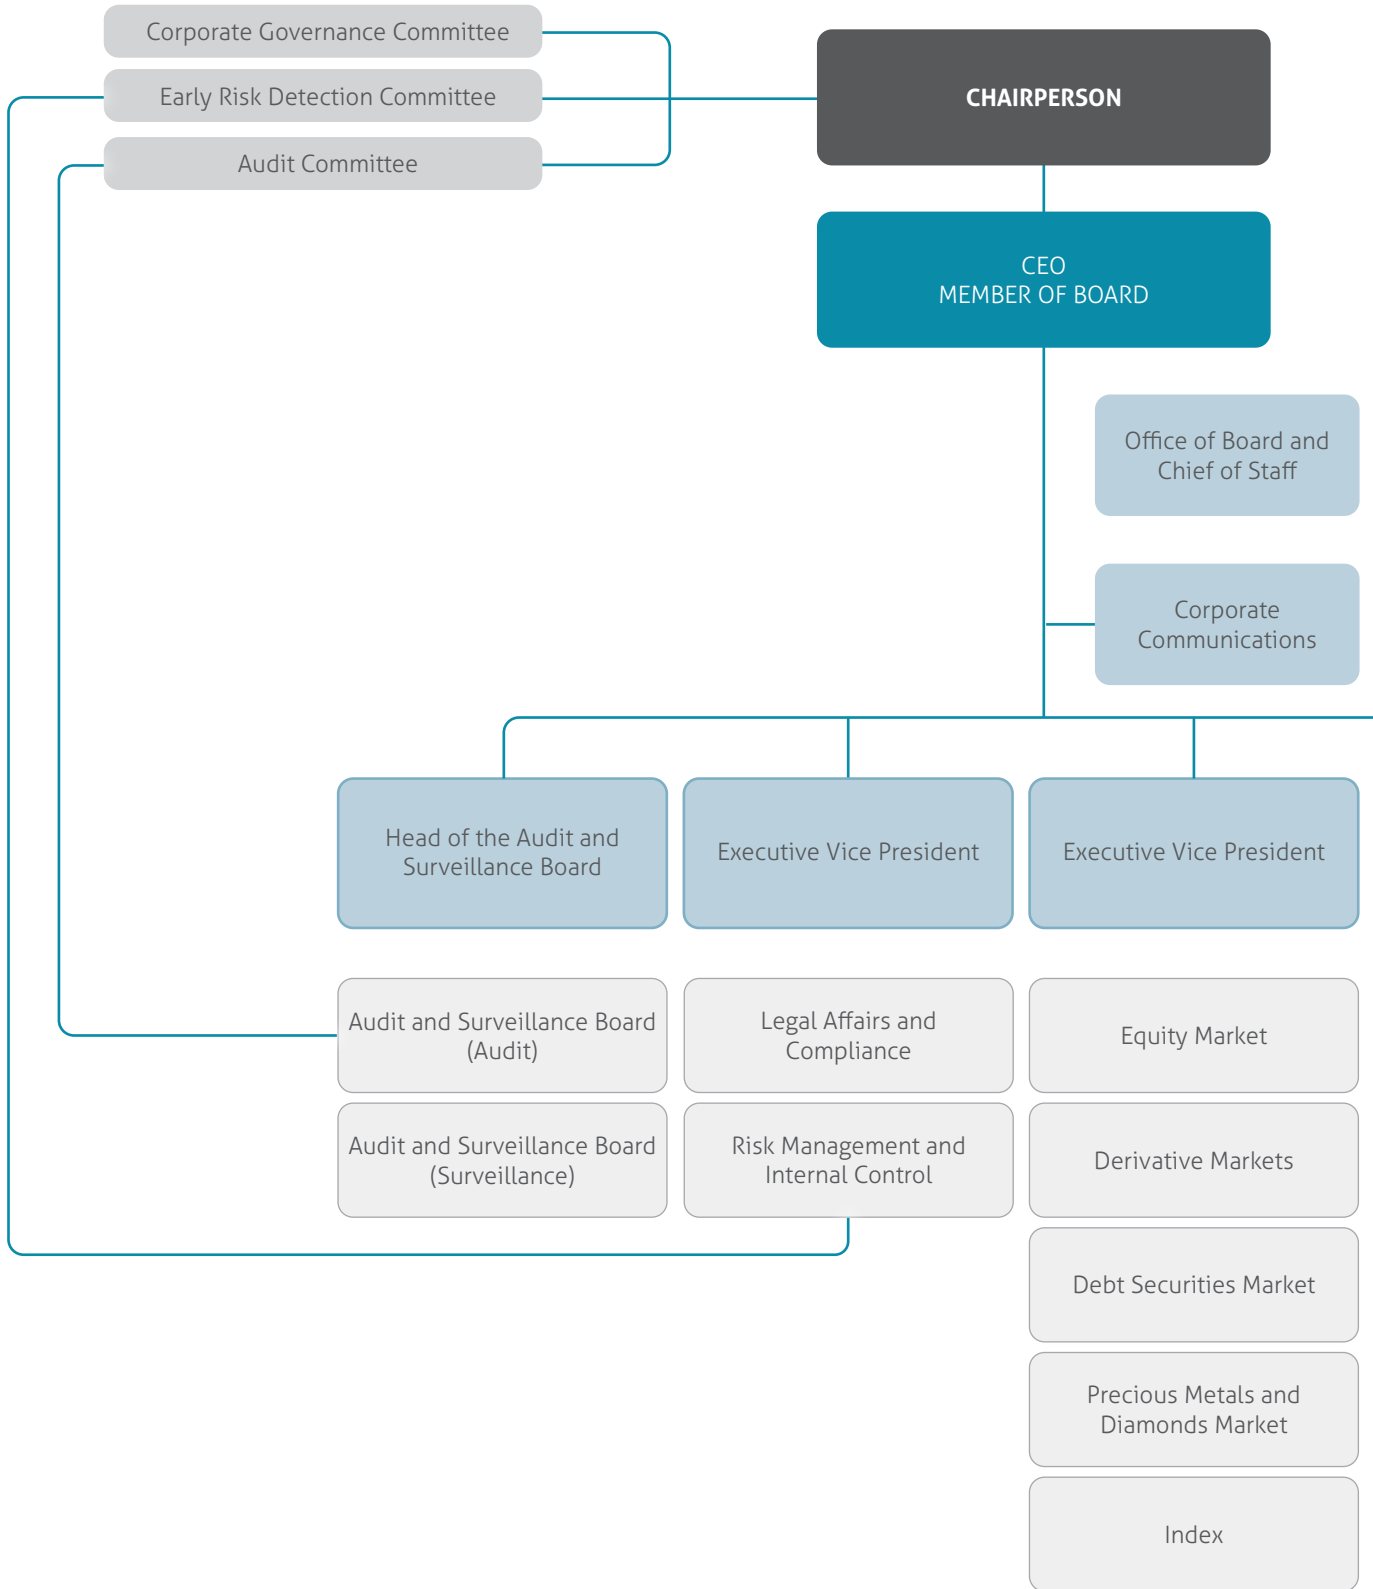 Corporate Governance Committee
Early Risk Detection Committee
Audit Committee
CHAIRPERSON
CEO
MEMBER OF BOARD
Office of Board and
Chief of Staff
Corporate
Communications
Head of the Audit and
Surveillance Board
Executive Vice President
Executive Vice President
Audit and Surveillance Board
(Audit)
Legal Affairs and
Compliance
Equity Market
Audit and Surveillance Board
(Surveillance)
Risk Management and
Internal Control
Derivative Markets
Debt Securities Market
Precious Metals and
Diamonds Market
Index